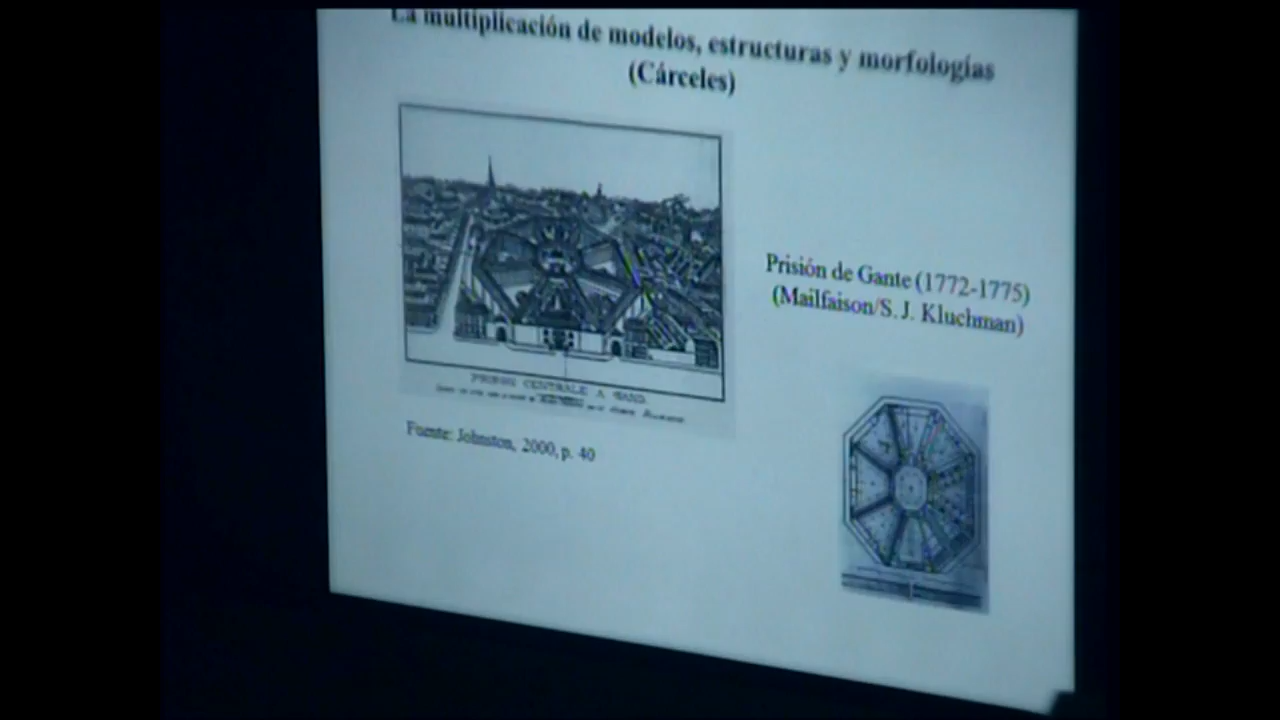 La multiplicación de modelos, estructuras y morfologías
(Cárceles)
Prisión de Gante (1772-1775)
(Mailfaison/S. J. Kluchman)
PRISON CENTRALE A GAND.
Fuente: Johnston, 2000, p. 40